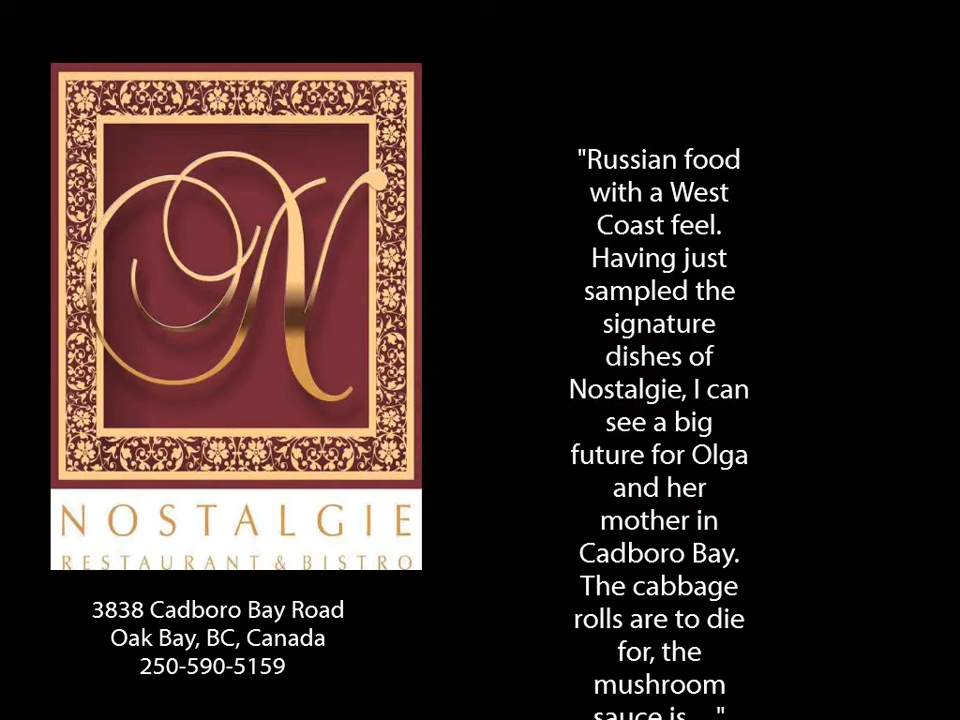 N
NOSTALGIE
RESTAURANT & BISTRO
3838 Cadboro Bay Road
Oak Bay, BC, Canada
250-590-5159
"Russian food
with a West
Coast feel.
Having just
sampled the
signature
dishes of
Nostalgie, I can
see a big
future for Olga
and her
mother in
Cadboro Bay.
The cabbage
rolls are to die
for, the
mushroom
sauce is... "